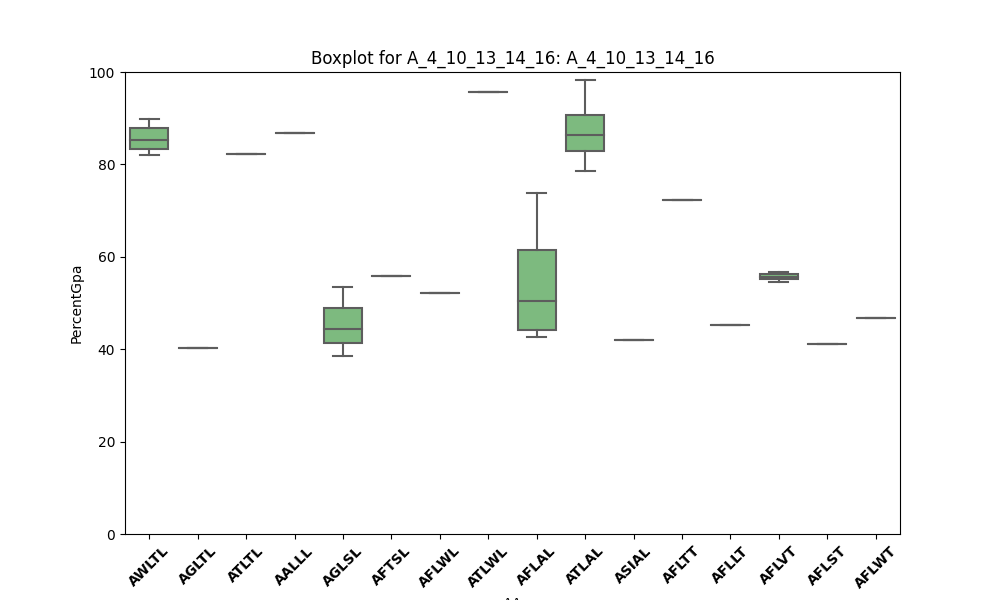 Boxplot for A_4_10_13_14_16: A_4_10_13_14_16
PercentGpa
100
80
60
40
20
0
AWLTL
AGLTL
ATLTL
AALLL
AGLSL
AFTSL
AFLWL
ATLWL
AFLAL
ATLAL
ASIAL
AFLTT
AFLLT
AFLVT
AFLST
AFLWT